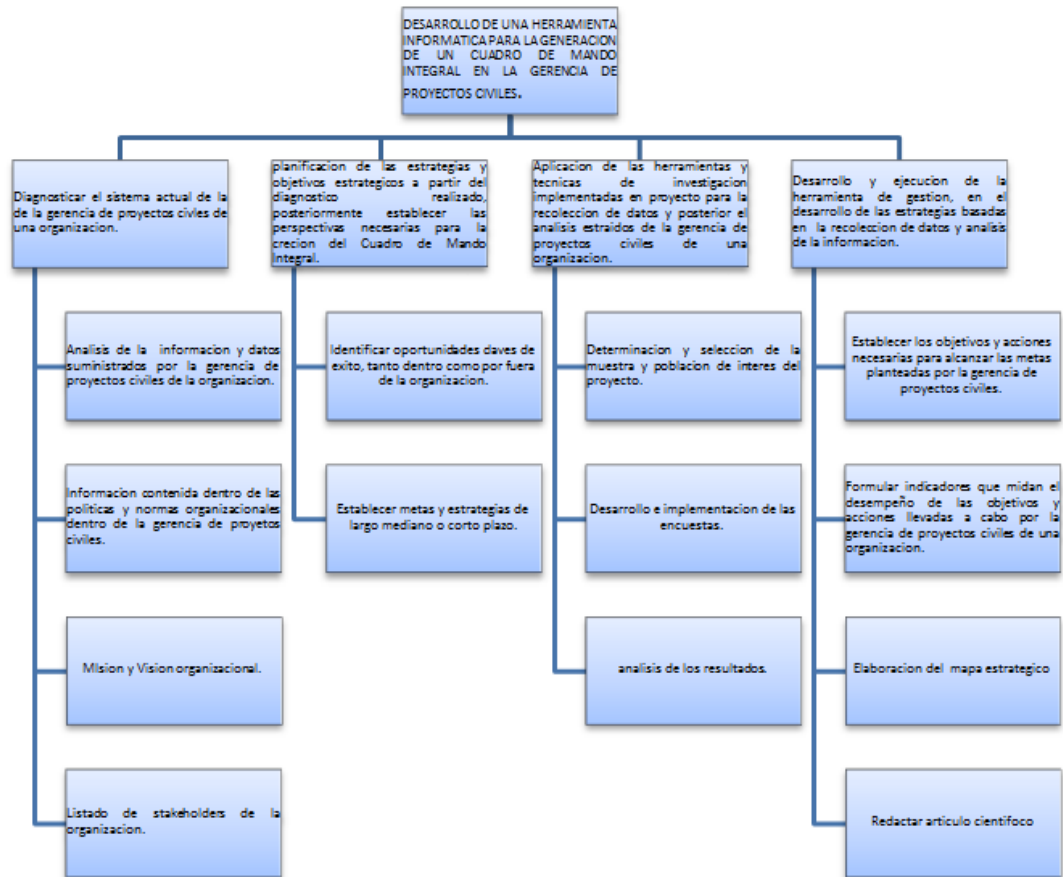 DESARROLLO DE UNA HERRAMIENTA
INFORMATICA PARA LA GENERACION
DE UN CUADRO DE MANDO
INTEGRAL EN LA GERENCIA DE
PROYECTOS CIVILES.
Diagnosticar el sistema actual de la
de la gerencia de proyectos civles de
una organizacion.
Analisis de la informacion y datos
suministrados por la gerencia de
proyectos civiles de la organizacion.
Informacion contenida dentro de las
politicas y normas organizacionales
dentro de la gerencia de proyetos
civiles.
MIsion y Vision organizacional.
Listado de stakeholders de la
organizacion.
planificacion de las estrategias y
objetivos estrategicos a partir del
diagnostico realizado,
posteriormente establecer las
perspectivas necesarias para la
crecion del Cuadro de Mando
Integral.
Identificar oportunidades claves de
exito, tanto dentro como por fuera
de la organizacion.
Establecer metas y estrategias de
largo mediano o corto plazo.
Aplicacion de las herramientas y
tecnicas de investigacion
implementadas en proyecto para la
recoleccion de datos y posterior el
analisis estraidos de la gerencia de
proyectos civiles de una
organizacion.
Determinacion y seleccion de la
muestra y poblacion de interes del
proyecto.
Desarrollo e implementacion de las
encuestas.
analisis de los resultados.
Desarrollo y ejecucion de la
herramienta de gestion, en el
desarrollo de las estrategias basadas
en la recoleccion de datos y analisis
de la informacion.
Establecer los objetivos y acciones
necesarias para alcanzar las metas
planteadas por la gerencia de
proyectos civiles.
Formular indicadores que midan el
desempeño de las objetivos y
acciones llevadas a cabo por la
gerencia de proyectos civiles de una
organizacion.
Elaboracion del mapa estrategico
Redactar articulo cientifoco